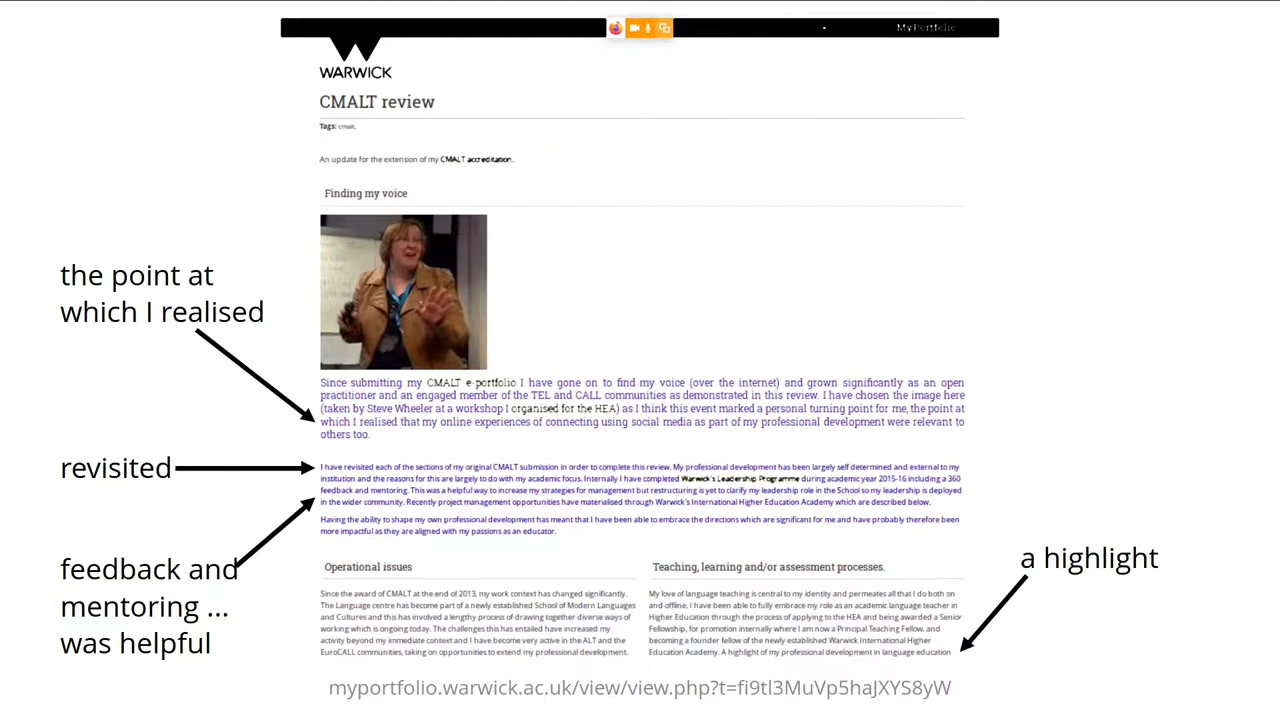 MyPortfolio
WARWICK
CMALT review
Tags: cmalt,
An update for the extension of my CMALT accreditation.
Finding my voice
the point at
which I realised
Since submitting my CMALT e-portfolio I have gone on to find my voice (over the internet) and grown significantly as an open
practitioner and an engaged member of the TEL and CALL communities as demonstrated in this review. I have chosen the image here
(taken by Steve Wheeler at a workshop I organised for the HEA) as I think this event marked a personal turning point for me, the point at
which I realised that my online experiences of connecting using social media as part of my professional development were relevant to
others too.
revisited
I have revisited each of the sections of my original CMALT submission in order to complete this review. My professional development has been largely self determined and external to my
institution and the reasons for this are largely to do with my academic focus. Internally I have completed Warwick's Leadership Programme during academic year 2015-16 including a 360
feedback and mentoring. This was a helpful way to increase my strategies for management but restructuring is yet to clarify my leadership role in the School so my leadership is deployed
in the wider community. Recently project management opportunities have materialised through Warwick's International Higher Education Academy which are described below.
Having the ability to shape my own professional development has meant that I have been able to embrace the directions which are significant for me and have probably therefore been
more impactful as they are aligned with my passions as an educator.
feedback and
mentoring ...
was helpful
Operational issues
Since the award of CMALT at the end of 2013, my work context has changed significantly.
The Language centre has become part of a newly established School of Modern Languages
and Cultures and this has involved a lengthy process of drawing together diverse ways of
working which is ongoing today. The challenges this has entailed have increased my
activity beyond my immediate context and I have become very active in the ALT and the
EuroCALL communities, taking on opportunities to extend my professional development.
Teaching, learning and/or assessment processes.
My love of language teaching is central to my identity and permeates all that I do both on
and offline. I have been able to fully embrace my role as an academic language teacher in
Higher Education through the process of applying to the HEA and being awarded a Senior
Fellowship, for promotion internally where I am now a Principal Teaching Fellow, and
becoming a founder fellow of the newly established Warwick International Higher
Education Academy. A highlight of my professional development in language education
a highlight
myportfolio.warwick.ac.uk/view/view.php?t=fi9tl3MuVp5haJXYS8yW